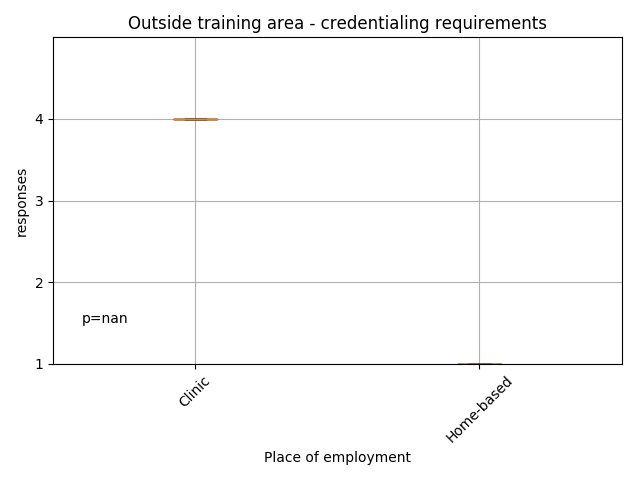 Outside training area - credentialing requirements
4
3
2
1
responses
p=nan
Clinic
Home-based
Place of employment